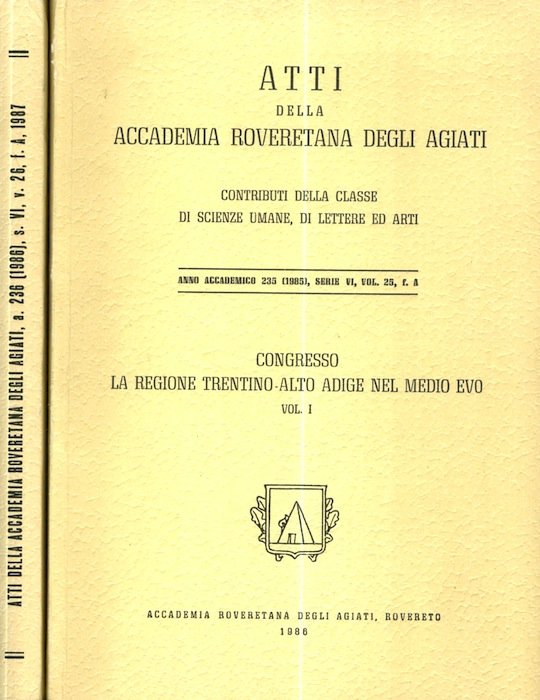 ATTI DELLA ACCADEMIA ROVERETANA DEGLI AGIATI, a. 236 (1986), s. VI, v. 26, f. A, 1987
ATTI
DELLA
ACCADEMIA ROVERETANA DEGLI AGIATI
CONTRIBUTI DELLA CLASSE
DI SCIENZE UMANE, DI LETTERE ED ARTI
ANNO ACCADEMICO 235 (1985), SERIE VI, VOL. 25, f. A
CONGRESSO
LA REGIONE TRENTINO-ALTO ADIGE NEL MEDIO EVO
VOL. I
ACCADEMIA ROVERETANA DEGLI AGIATI, ROVERETO
1986